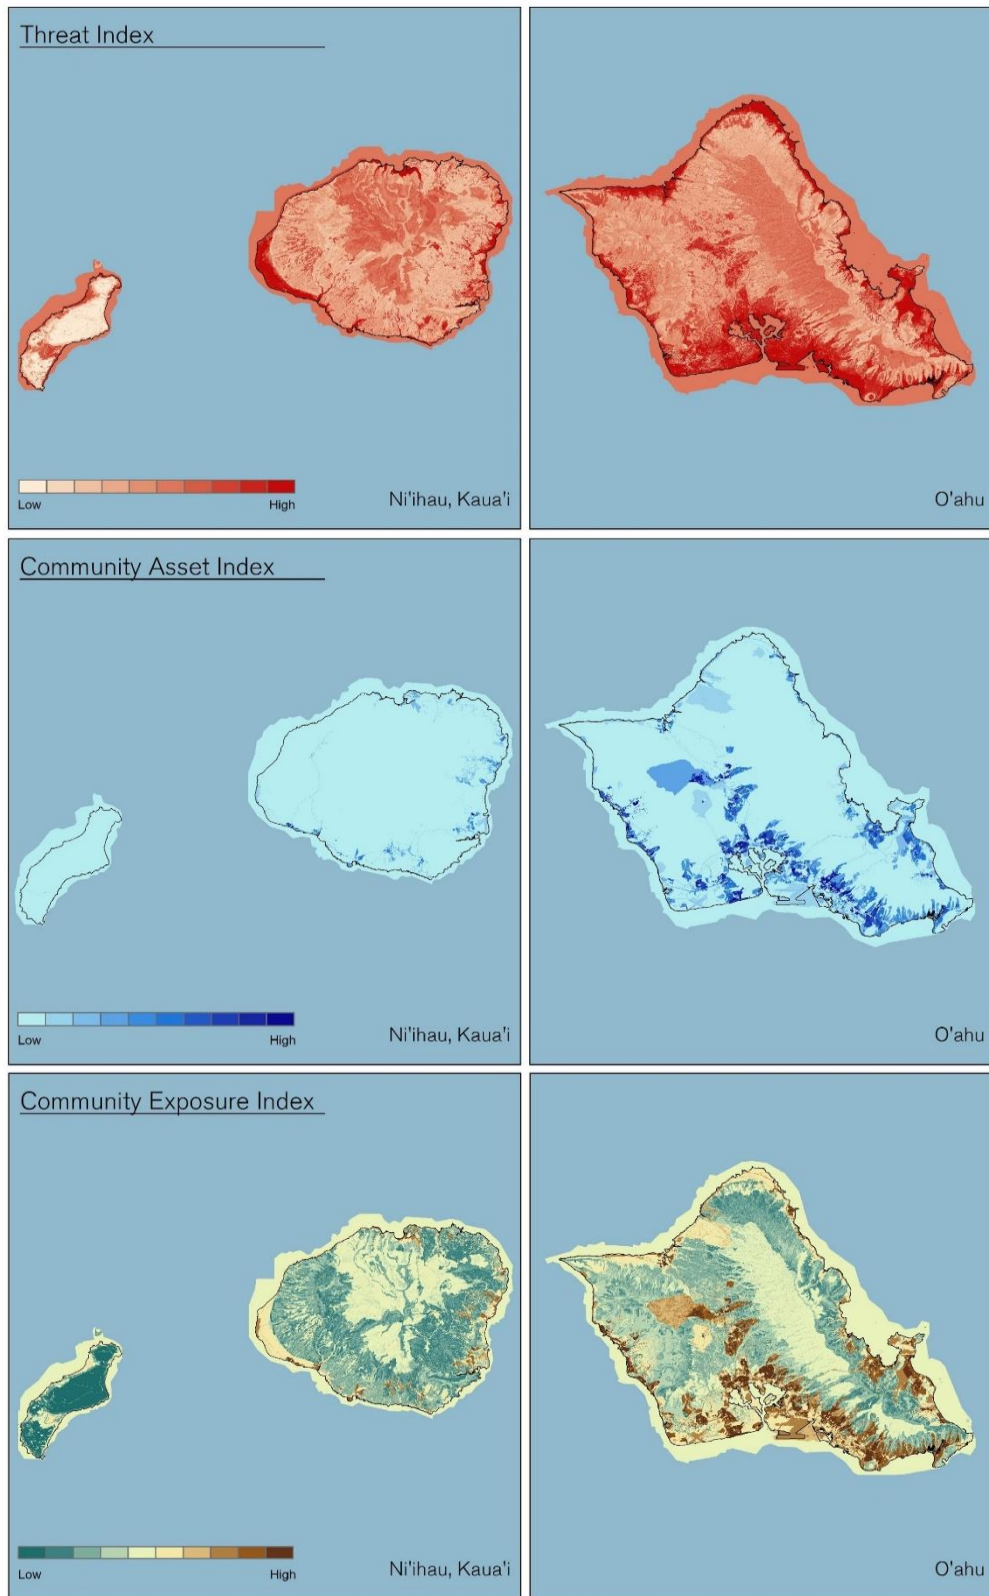 Threat Index
Low
High
Ni'ihau, Kaua'i
O'ahu
Community Asset Index
Low
High
Ni'ihau, Kaua'i
O'ahu
Community Exposure Index
Low
High
Ni'ihau, Kaua'i
O'ahu